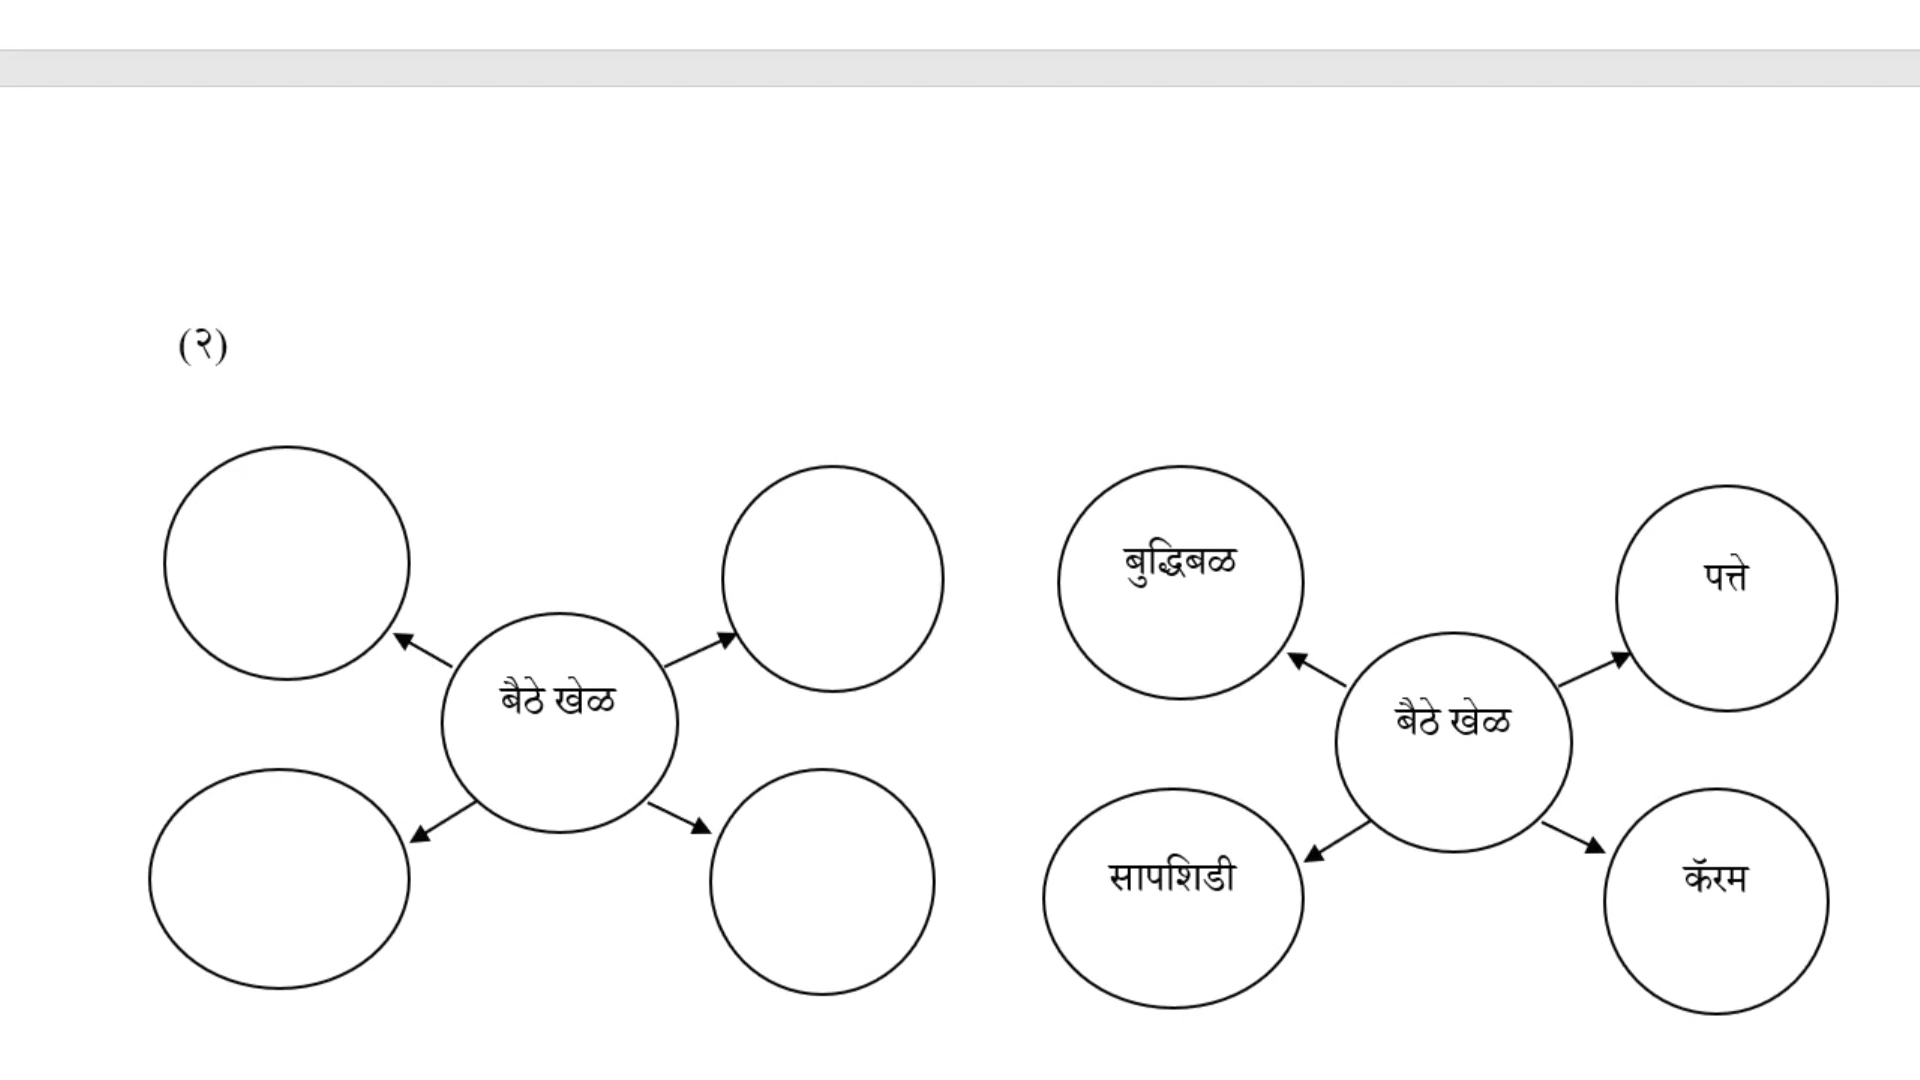 (२)
बैठे खेळ
बुद्धिबळ
पत्ते
बैठे खेळ
सापशिडी
कॅरम